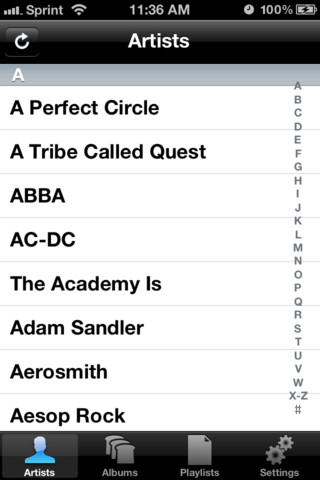 Sprint 11:36 AM 100%
Artists
A
A Perfect Circle
A Tribe Called Quest
ABBA
AC-DC
The Academy Is
Adam Sandler
Aerosmith
Aesop Rock
A
B
C
D
E
F
G
H
I
J
K
L
M
N
O
P
Q
R
S
T
U
V
W
X-Z
#
Artists Albums Playlists Settings